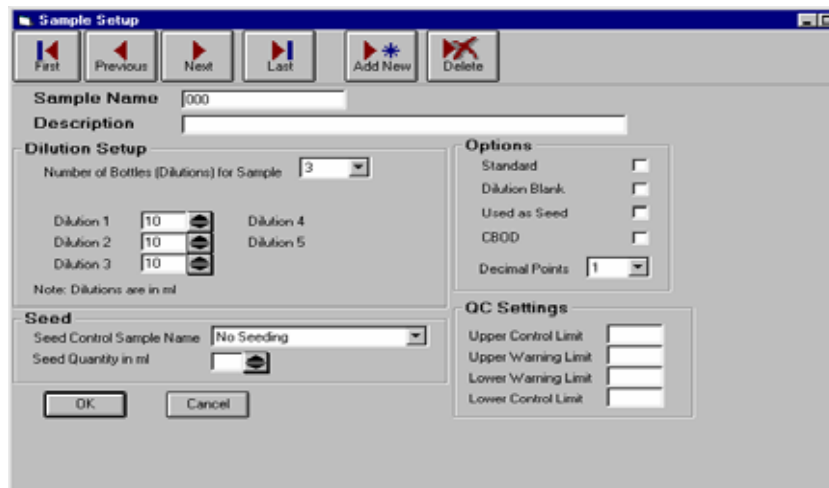 Sample Setup
First Previous Next Last Add New Delete
Sample Name 000
Description
Dilution Setup
Number of Bottles (Dilutions) for Sample 3
Dilution 1 10 Dilution 4
Dilution 2 10 Dilution 5
Dilution 3 10
Note: Dilutions are in ml
Options
Standard
Dilution Blank
Used as Seed
CBOD
Decimal Points 1
Seed
Seed Control Sample Name No Seeding
Seed Quantity in ml
QC Settings
Upper Control Limit
Upper Warning Limit
Lower Warning Limit
Lower Control Limit
OK Cancel